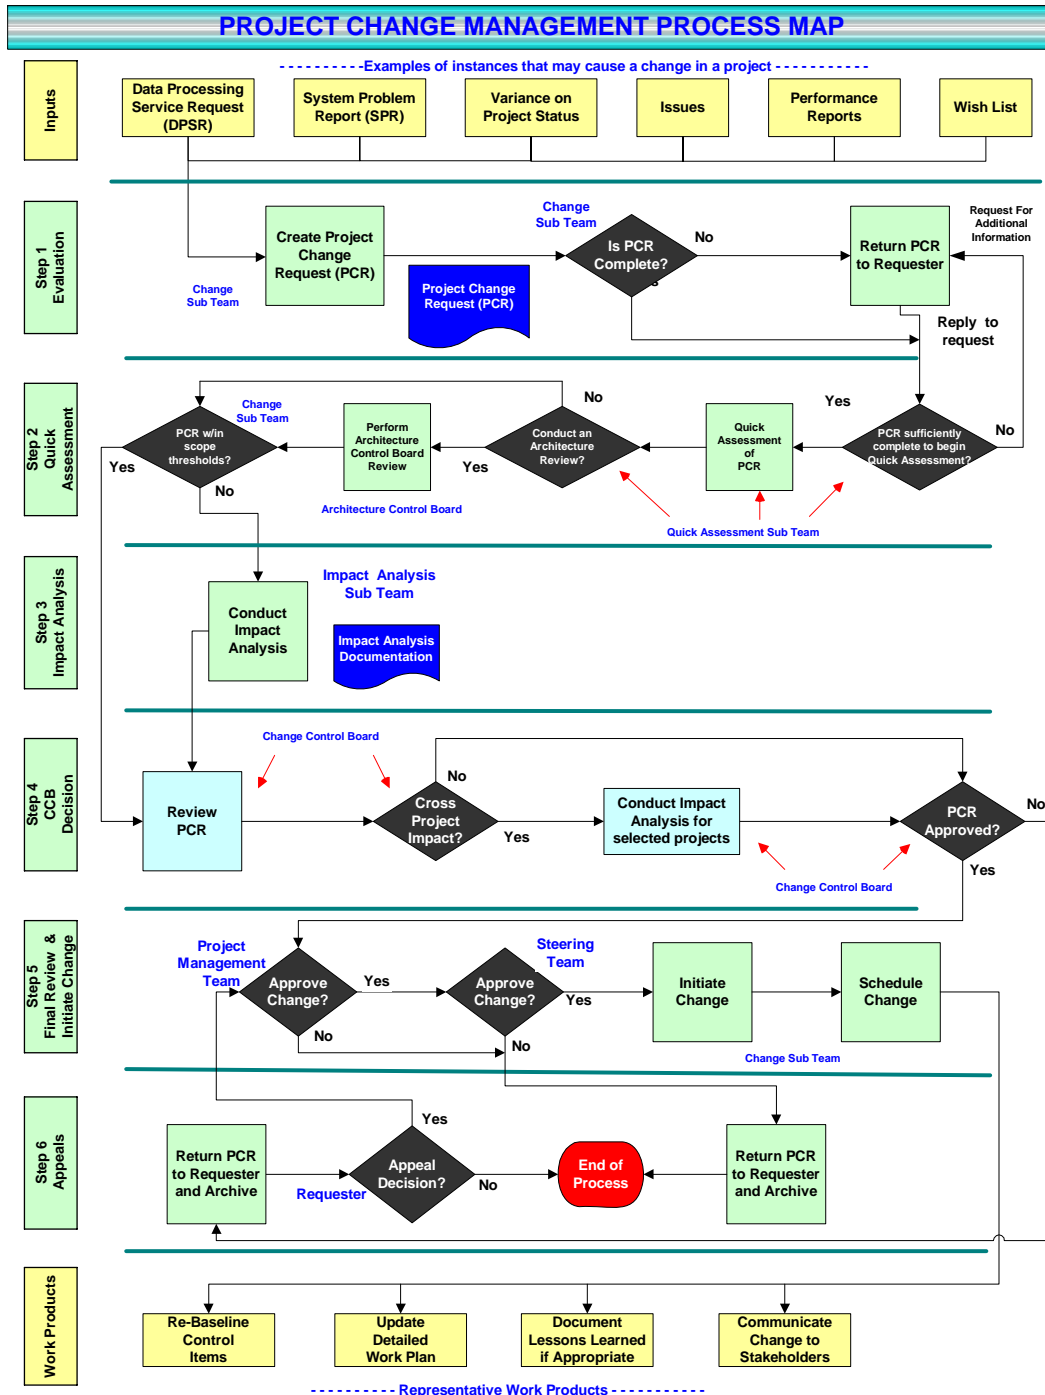 PROJECT CHANGE MANAGEMENT PROCESS MAP
- - - - - - - - - -Examples of instances that may cause a change in a project - - - - - - - - - - -
Inputs
Data Processing
Service Request
(DPSR)
System Problem
Report (SPR)
Variance on
Project Status
Issues
Performance
Reports
Wish List
Step 1
Evaluation
Change
Sub Team
Create Project
Change
Request (PCR)
Project Change
Request (PCR)
Change
Sub Team
Is PCR
Complete?
No
Return PCR
to Requester
Request For
Additional
Information
Reply to
request
Step 2
Quick
Assessment
PCR w/in
scope
thresholds?
Yes
No
Change
Sub Team
Perform
Architecture
Control Board
Review
Architecture Control Board
Yes
No
Conduct an
Architecture
Review?
Quick
Assessment
of
PCR
Quick Assessment Sub Team
Yes
PCR sufficiently
complete to begin
Quick Assessment?
No
Step 3
Impact Analysis
Conduct
Impact
Analysis
Impact Analysis
Sub Team
Impact Analysis
Documentation
Step 4
CCB
Decision
Review
PCR
Change Control Board
No
Cross
Project
Impact?
Yes
Conduct Impact
Analysis for
selected projects
Change Control Board
PCR
Approved?
No
Yes
Step 5
Final Review &
Initiate Change
Project
Management
Team
Approve
Change?
Yes
No
Steering
Team
Approve
Change?
Yes
No
Initiate
Change
Schedule
Change
Change Sub Team
Step 6
Appeals
Return PCR
to Requester
and Archive
Requester
Yes
Appeal
Decision?
No
End of
Process
Return PCR
to Requester
and Archive
Work Products
Re-Baseline
Control
Items
Update
Detailed
Work Plan
Document
Lessons Learned
if Appropriate
Communicate
Change to
Stakeholders
- - - - - - - - - - Representative Work Products - - - - - - - - - - -